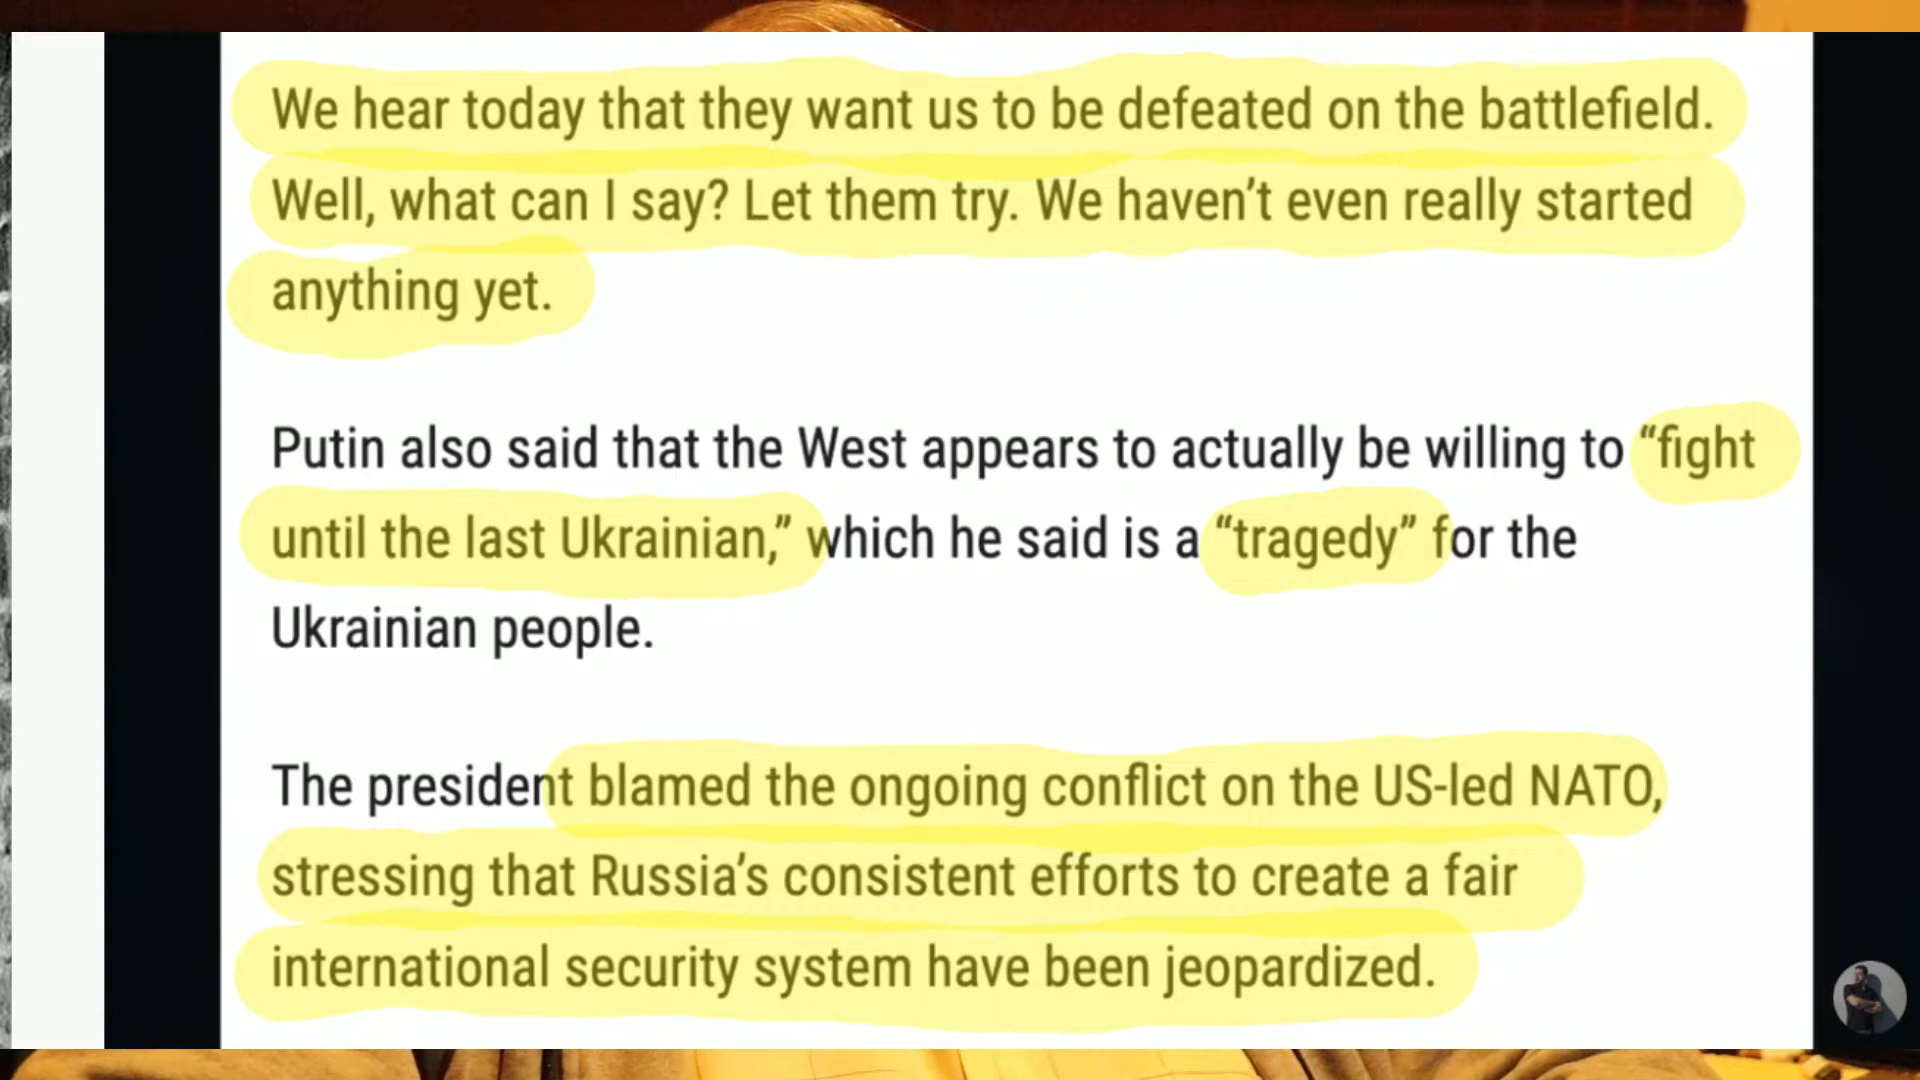 We hear today that they want us to be defeated on the battlefield.
Well, what can I say? Let them try. We haven’t even really started
anything yet.
Putin also said that the West appears to actually be willing to “fight
until the last Ukrainian,” which he said is a “tragedy” for the
Ukrainian people.
The president blamed the ongoing conflict on the US-led NATO,
stressing that Russia’s consistent efforts to create a fair
international security system have been jeopardized.